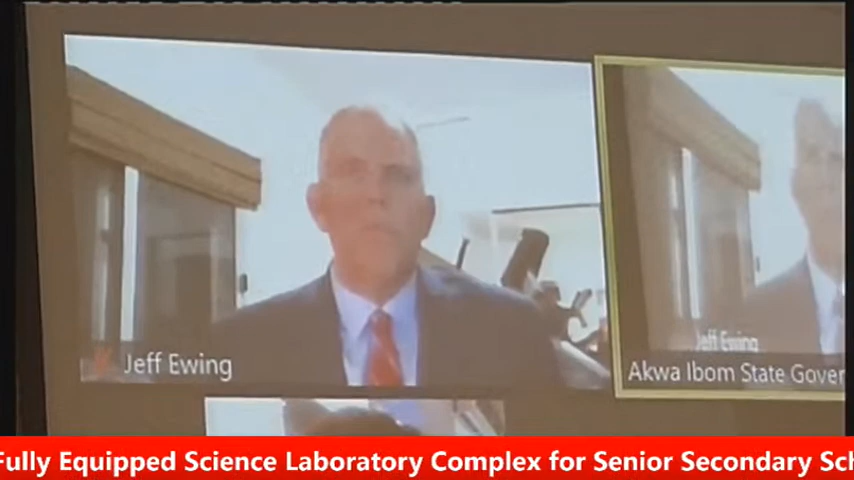 Jeff Ewing
Jeff Ewing
Akwa Ibom State Gover
Fully Equipped Science Laboratory Complex for Senior Secondary Sch